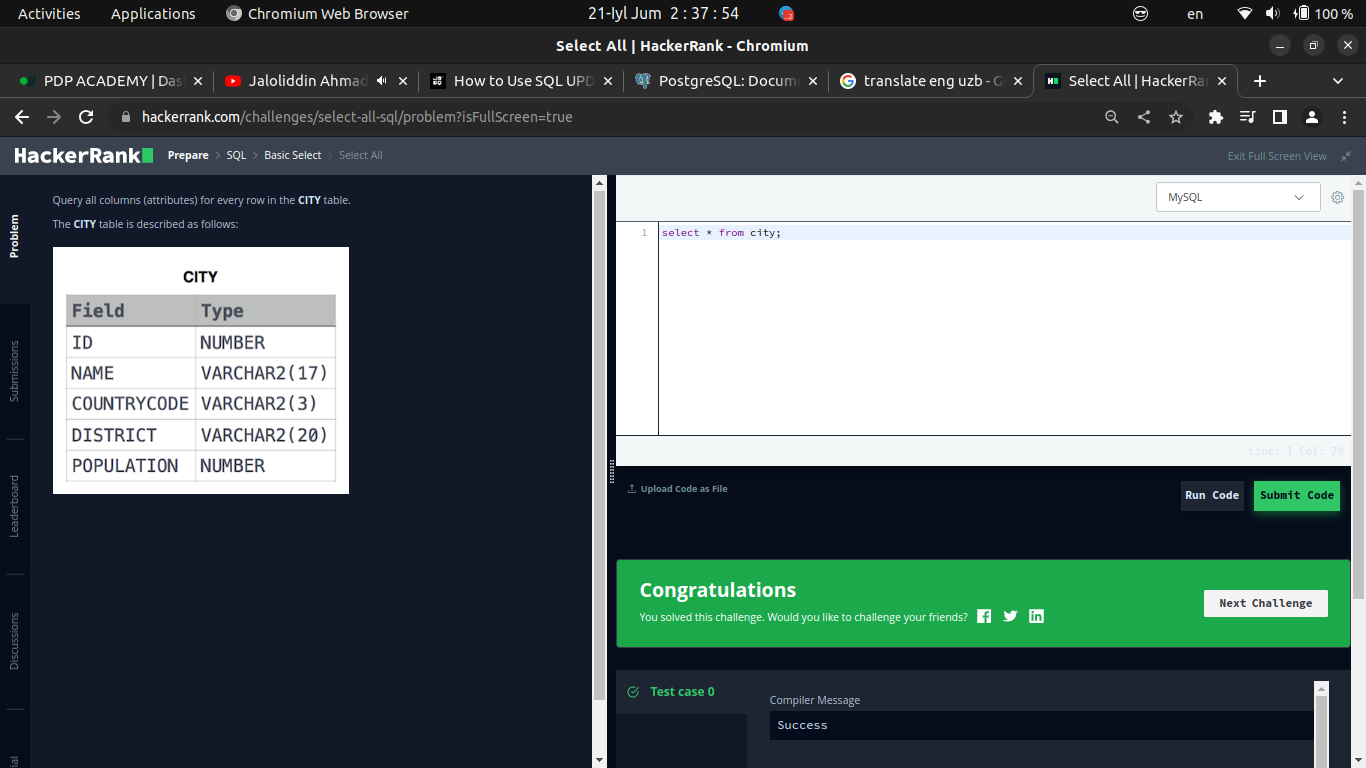 Activities Applications Chromium Web Browser 21-Iyl Jum 2 : 37 : 54 en 100 %
Select All | HackerRank - Chromium
PDP ACADEMY | Das Jaloliddin Ahmad How to Use SQL UPD PostgreSQL: Docum translate eng uzb - G Select All | HackerRa
hackerrank.com/challenges/select-all-sql/problem?isFullScreen=true
HackerRank Prepare > SQL > Basic Select > Select All Exit Full Screen View
Problem
Submissions
Leaderboard
Discussions
Query all columns (attributes) for every row in the CITY table.
The CITY table is described as follows:
CITY
Field Type
ID NUMBER
NAME VARCHAR2(17)
COUNTRYCODE VARCHAR2(3)
DISTRICT VARCHAR2(20)
POPULATION NUMBER
MySQL
1 select * from city;
Line: 1 Col: 20
Upload Code as File Run Code Submit Code
Congratulations
You solved this challenge. Would you like to challenge your friends?
Next Challenge
Test case 0
Compiler Message
Success